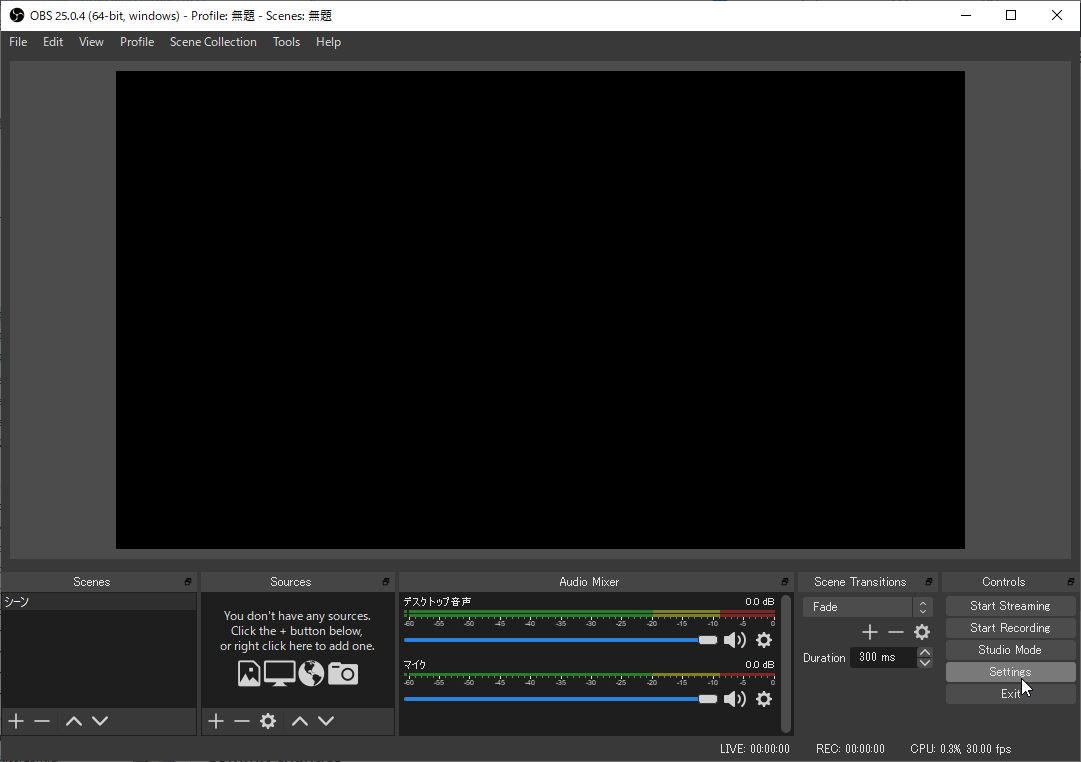 OBS 25.0.4 (64-bit, windows) - Profile: 無題 - Scenes: 無題
File Edit View Profile Scene Collection Tools Help
Scenes
シーン
Sources
You don't have any sources.
Click the + button below,
or right click here to add one.
Audio Mixer
デスクトップ音声 0.0 dB
-60 -55 -50 -45 -40 -35 -30 -25 -20 -15 -10 -5 0
マイク 0.0 dB
-60 -55 -50 -45 -40 -35 -30 -25 -20 -15 -10 -5 0
Scene Transitions
Fade
Duration 300 ms
Controls
Start Streaming
Start Recording
Studio Mode
Settings
Exit
LIVE: 00:00:00 REC: 00:00:00 CPU: 0.3%, 30.00 fps